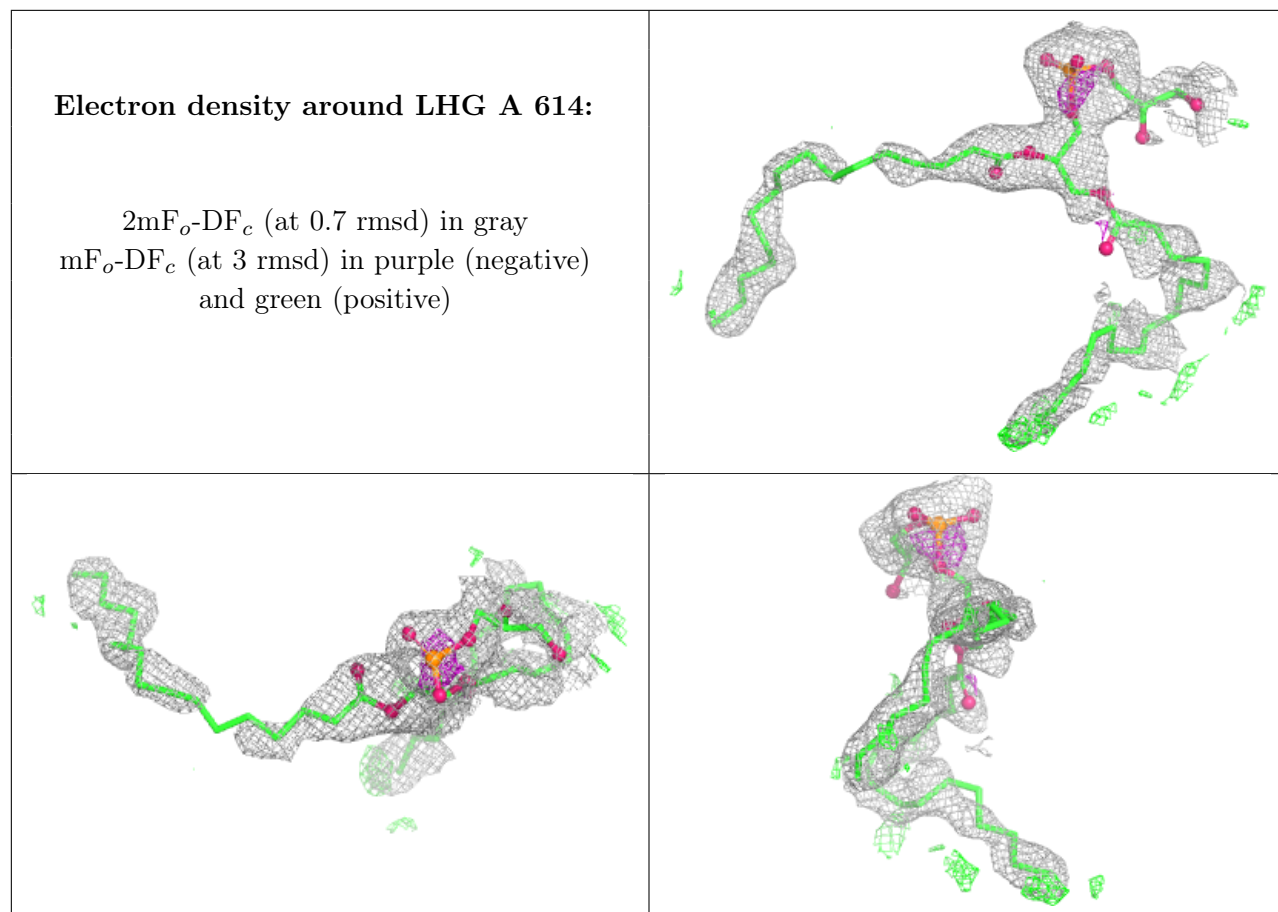 Electron density around LHG A 614:
2mFo-DFc (at 0.7 rmsd) in gray
mFo-DFc (at 3 rmsd) in purple (negative)
and green (positive)